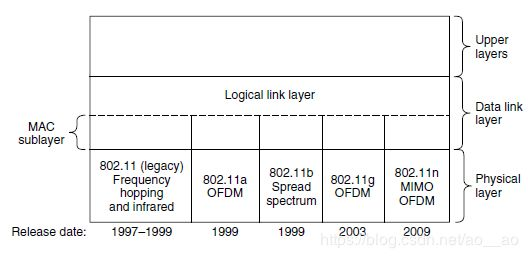 Upper
layers
Logical link layer
Data link
layer
MAC
sublayer
802.11 (legacy)
Frequency
hopping
and infrared
802.11a
OFDM
802.11b
Spread
spectrum
802.11g
OFDM
802.11n
MIMO
OFDM
Physical
layer
Release date: 1997–1999 1999 1999 2003 2009
https://blog.csdn.net/ao__ao